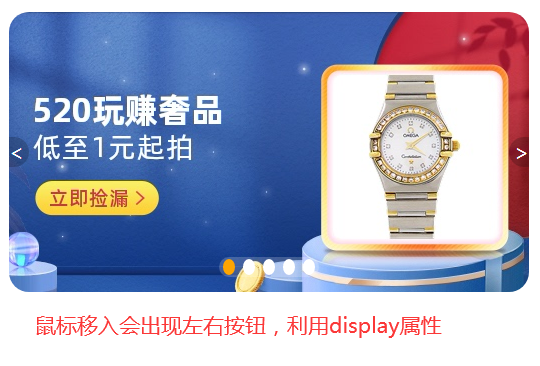 520玩赚奢品
低至1元起拍
立即捡漏 >
OMEGA
Constellation
<
>
鼠标移入会出现左右按钮，利用display属性